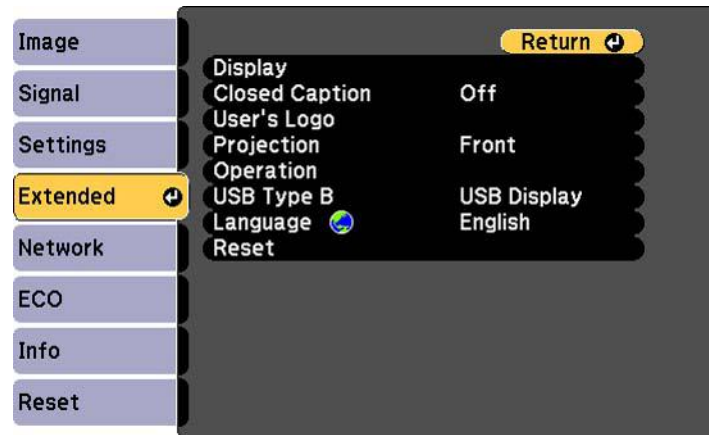 Image
Signal
Settings
Extended
Network
ECO
Info
Reset
Return
Display
Closed Caption Off
User's Logo
Projection Front
Operation
USB Type B USB Display
Language English
Reset